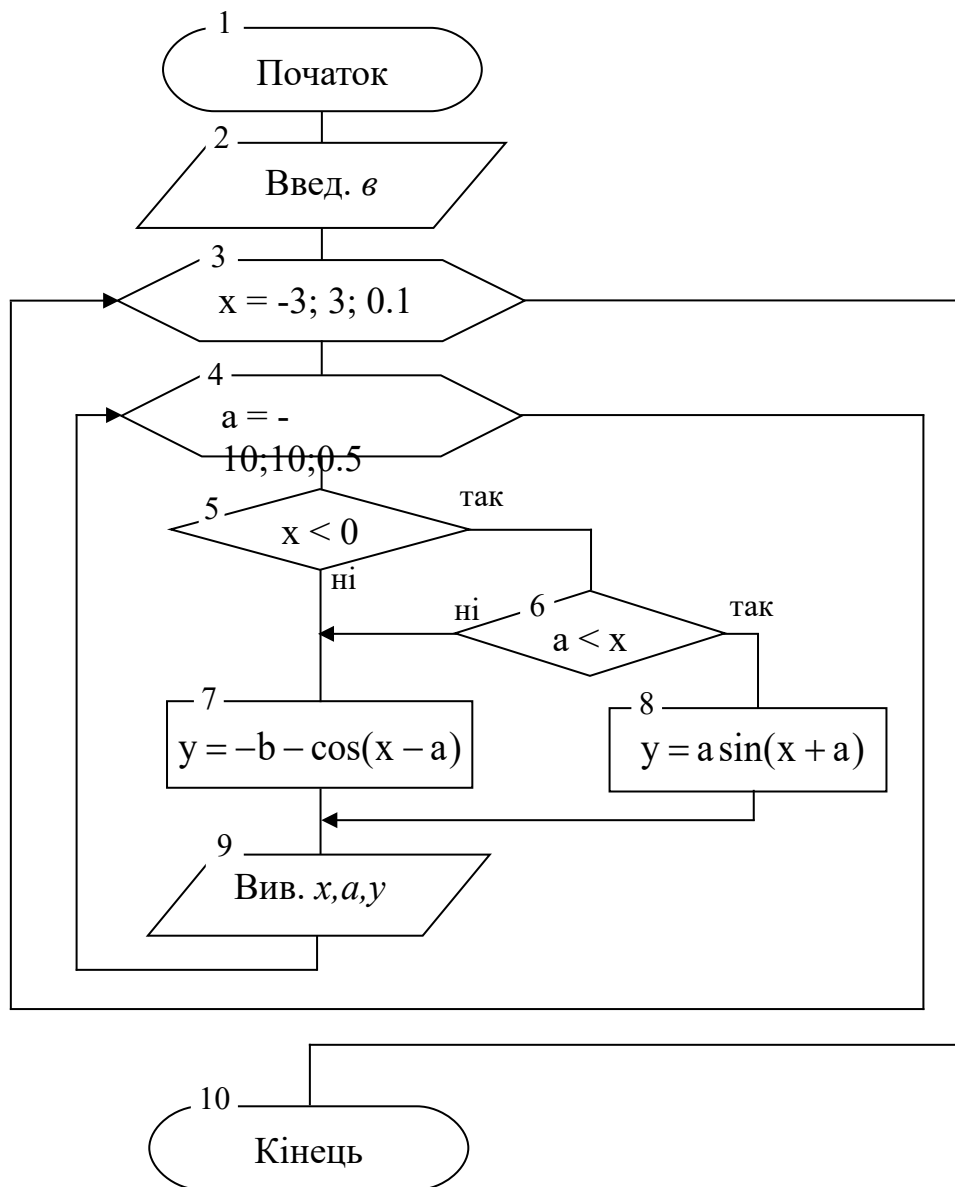 1
Початок
2
Введ. в
3
x = -3; 3; 0.1
4
a = -
10;10;0.5
5
x < 0
так
ні
6
a < x
ні
так
7
y = −b − cos(x − a)
8
y = a sin(x + a)
9
Вив. x,a,y
10
Кінець